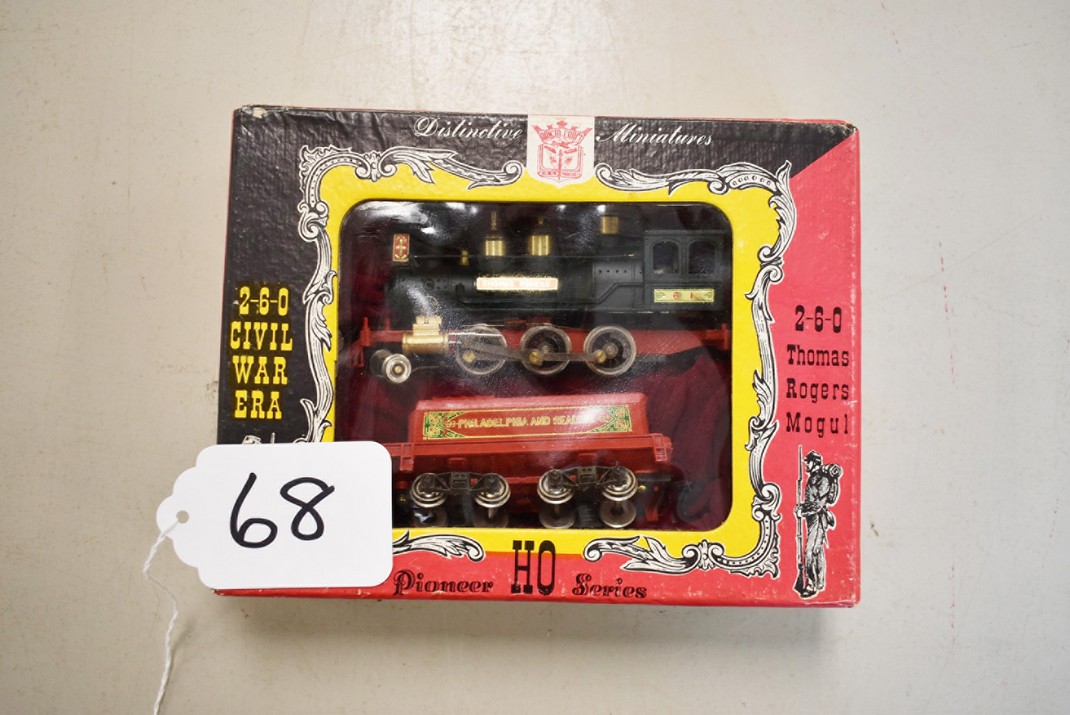 Distinctive Miniatures
2-6-0
CIVIL
WAR
ERA
2-6-0
Thomas
Rogers
Mogul
PHILADELPHIA AND
68
Pioneer HO Series